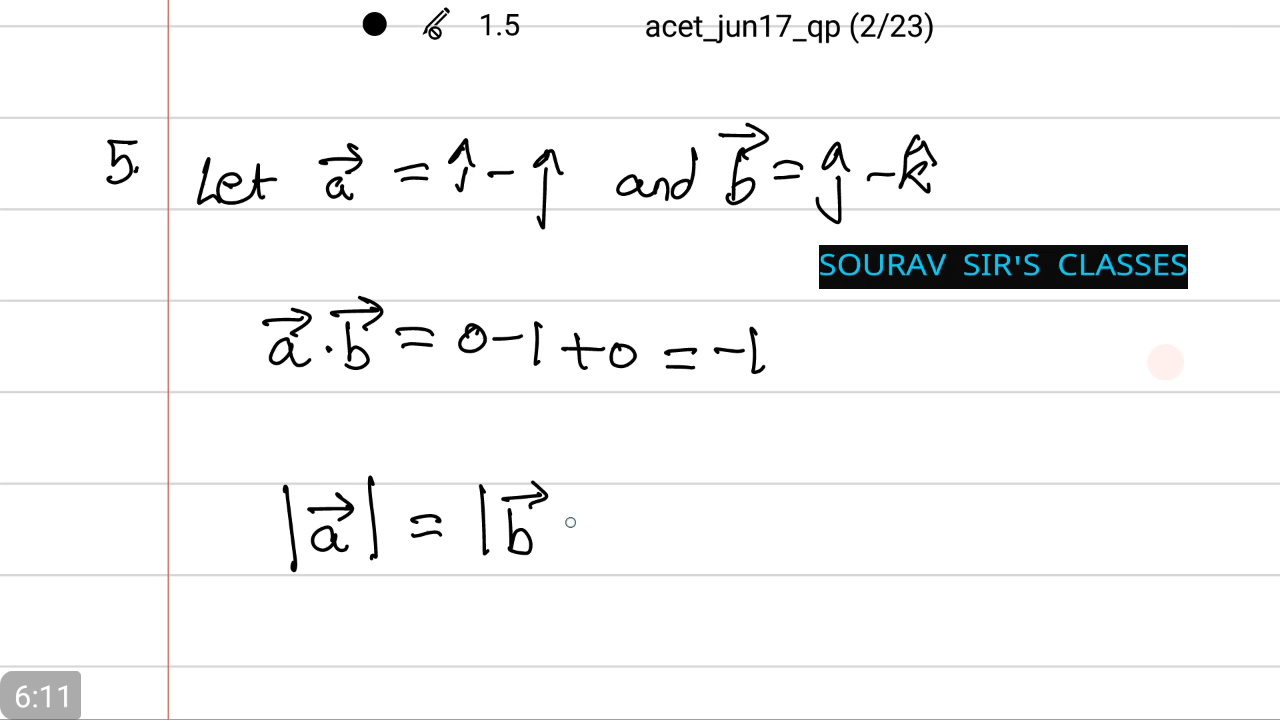 1.5 acet_jun17_qp (2/23)
5. Let a⃗ = î - ĵ and b⃗ = ĵ - k̂
SOURAV SIR'S CLASSES
a⃗ . b⃗ = 0 - 1 + 0 = -1
|a⃗| = |b⃗
6:11